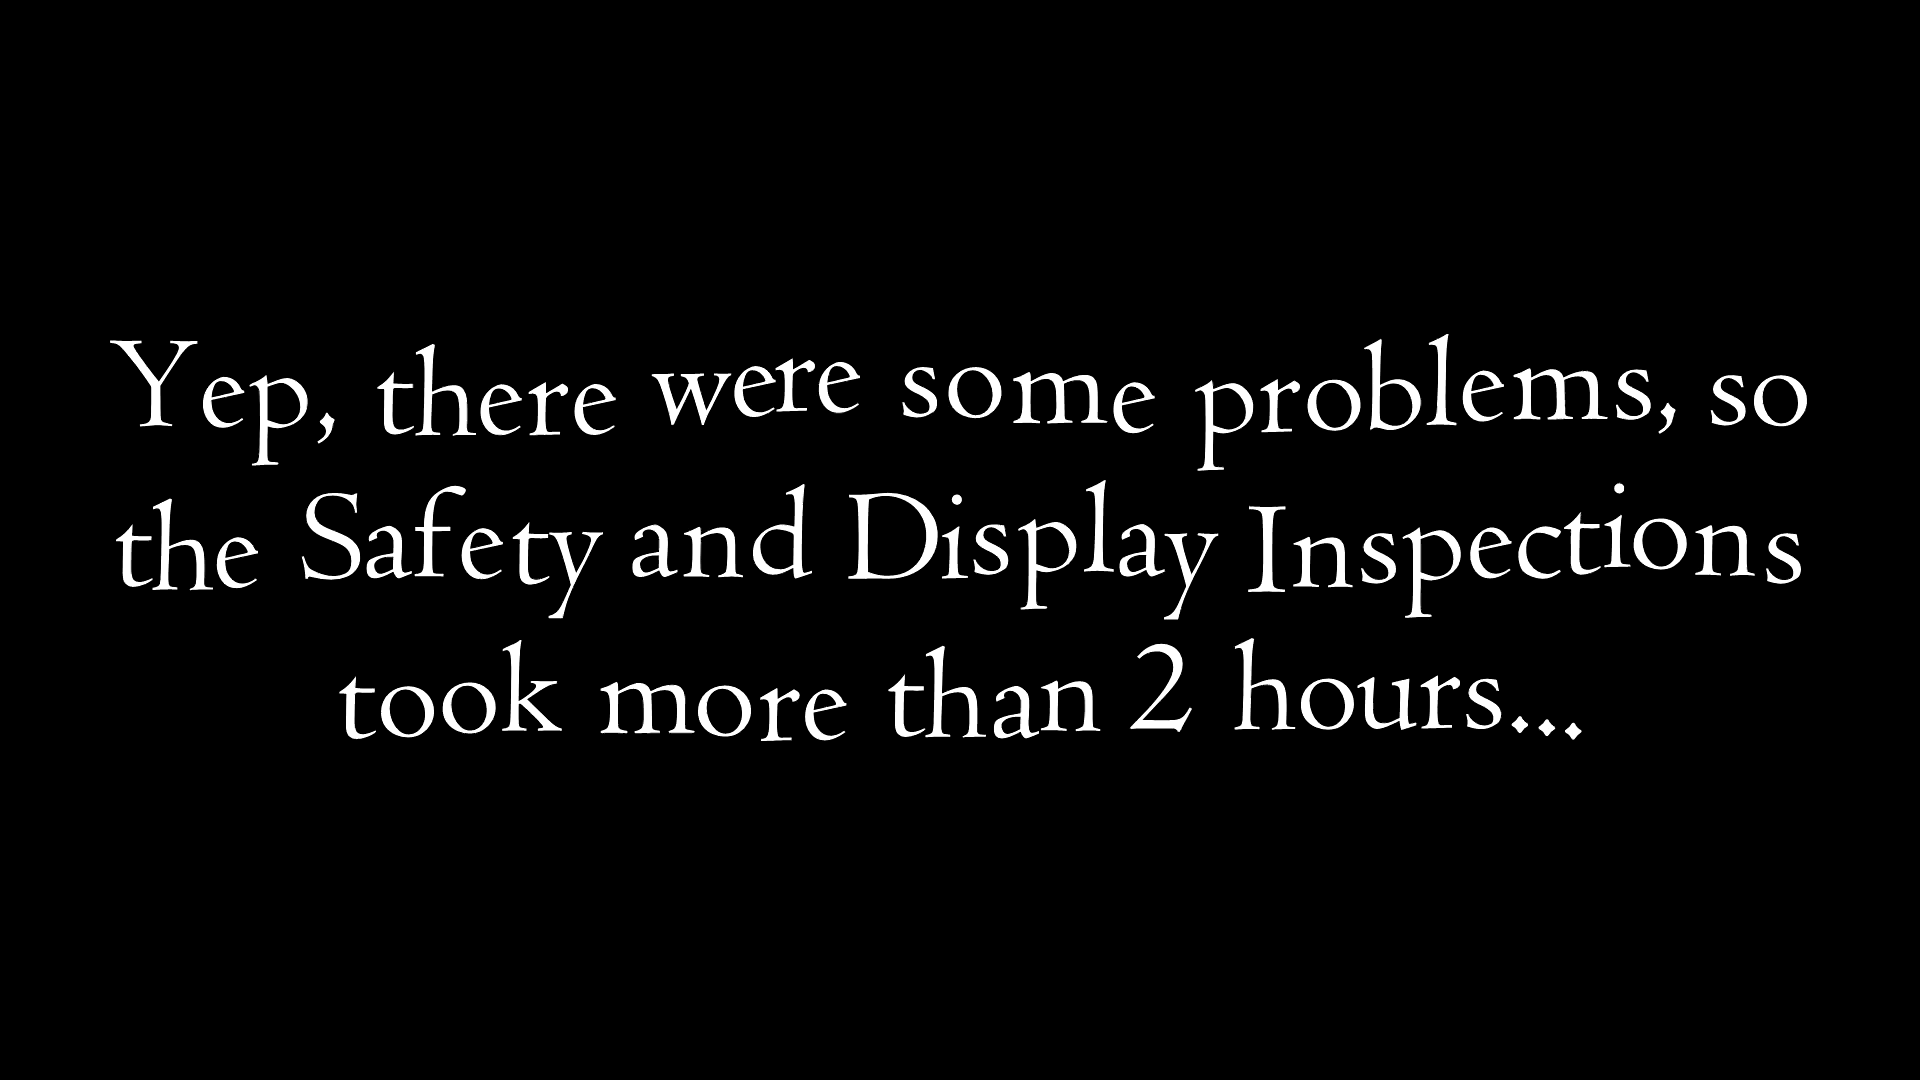 Yep, there were some problems, so
the Safety and Display Inspections
took more than 2 hours...